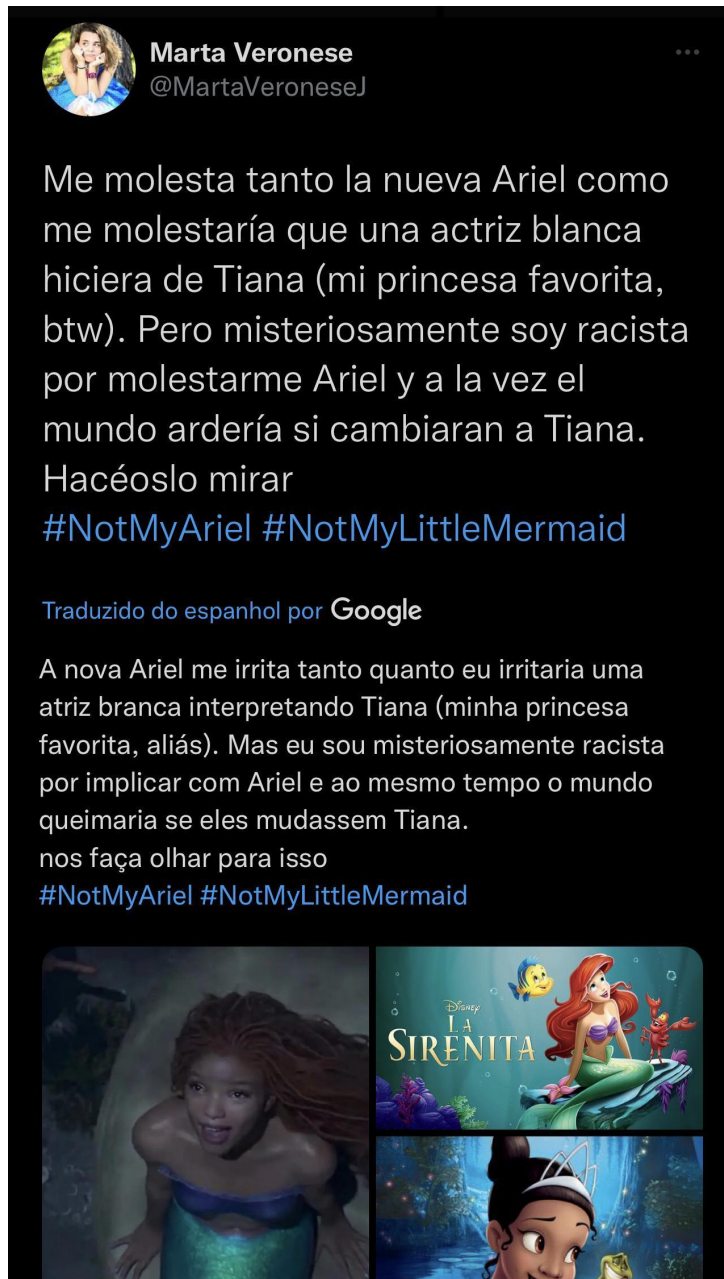 Marta Veronese
@MartaVeroneseJ
Me molesta tanto la nueva Ariel como
me molestaría que una actriz blanca
hiciera de Tiana (mi princesa favorita,
btw). Pero misteriosamente soy racista
por molestarme Ariel y a la vez el
mundo ardería si cambiaran a Tiana.
Hacéoslo mirar
#NotMyAriel #NotMyLittleMermaid
Traduzido do espanhol por Google
A nova Ariel me irrita tanto quanto eu irritaria uma
atriz branca interpretando Tiana (minha princesa
favorita, aliás). Mas eu sou misteriosamente racista
por implicar com Ariel e ao mesmo tempo o mundo
queimaria se eles mudassem Tiana.
nos faça olhar para isso
#NotMyAriel #NotMyLittleMermaid
Disney
LA
SIRENITA